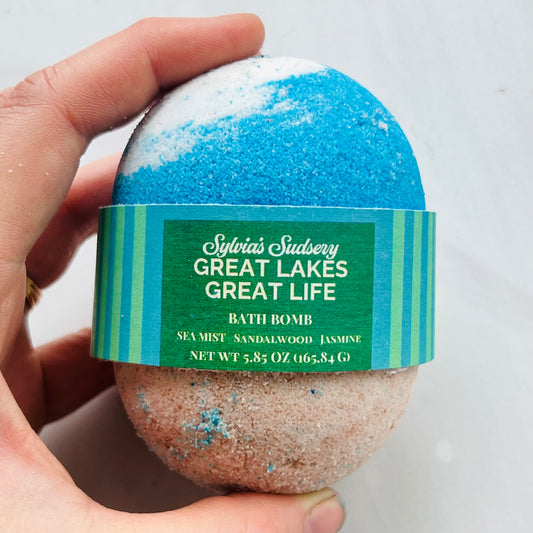 Sylvia's Sudsery
GREAT LAKES
GREAT LIFE
BATH BOMB
SEA MIST SANDALWOOD JASMINE
NET WT 5.85 OZ (165.84 G)